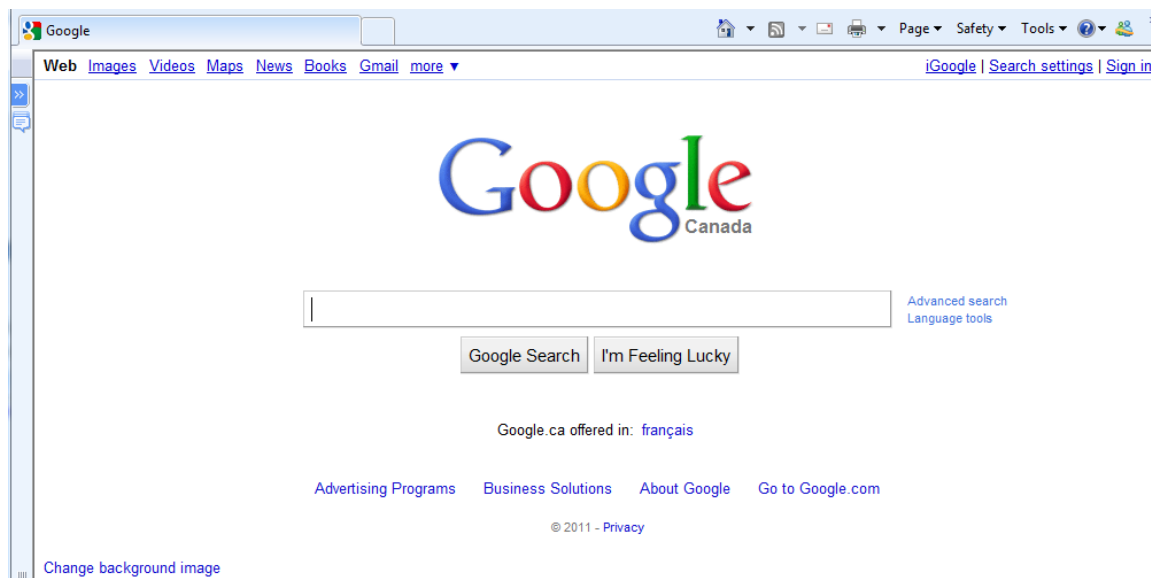 Google
Page Safety Tools
Web Images Videos Maps News Books Gmail more ▼
iGoogle | Search settings | Sign in
Google
Canada
Advanced search
Language tools
Google Search I'm Feeling Lucky
Google.ca offered in: français
Advertising Programs Business Solutions About Google Go to Google.com
© 2011 - Privacy
Change background image